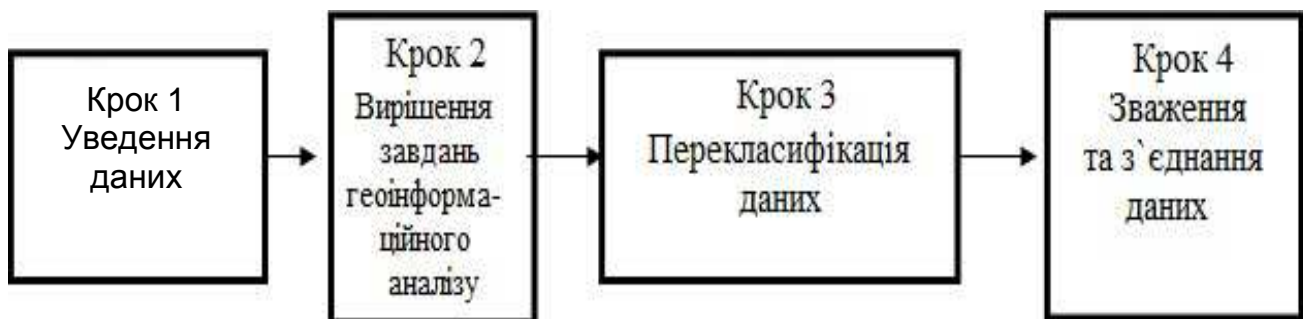 Крок 1
Уведення
даних
Крок 2
Вирішення
завдань
геоінформа-
ційного
аналізу
Крок 3
Перекласифікація
даних
Крок 4
Зваження
та з`єднання
даних